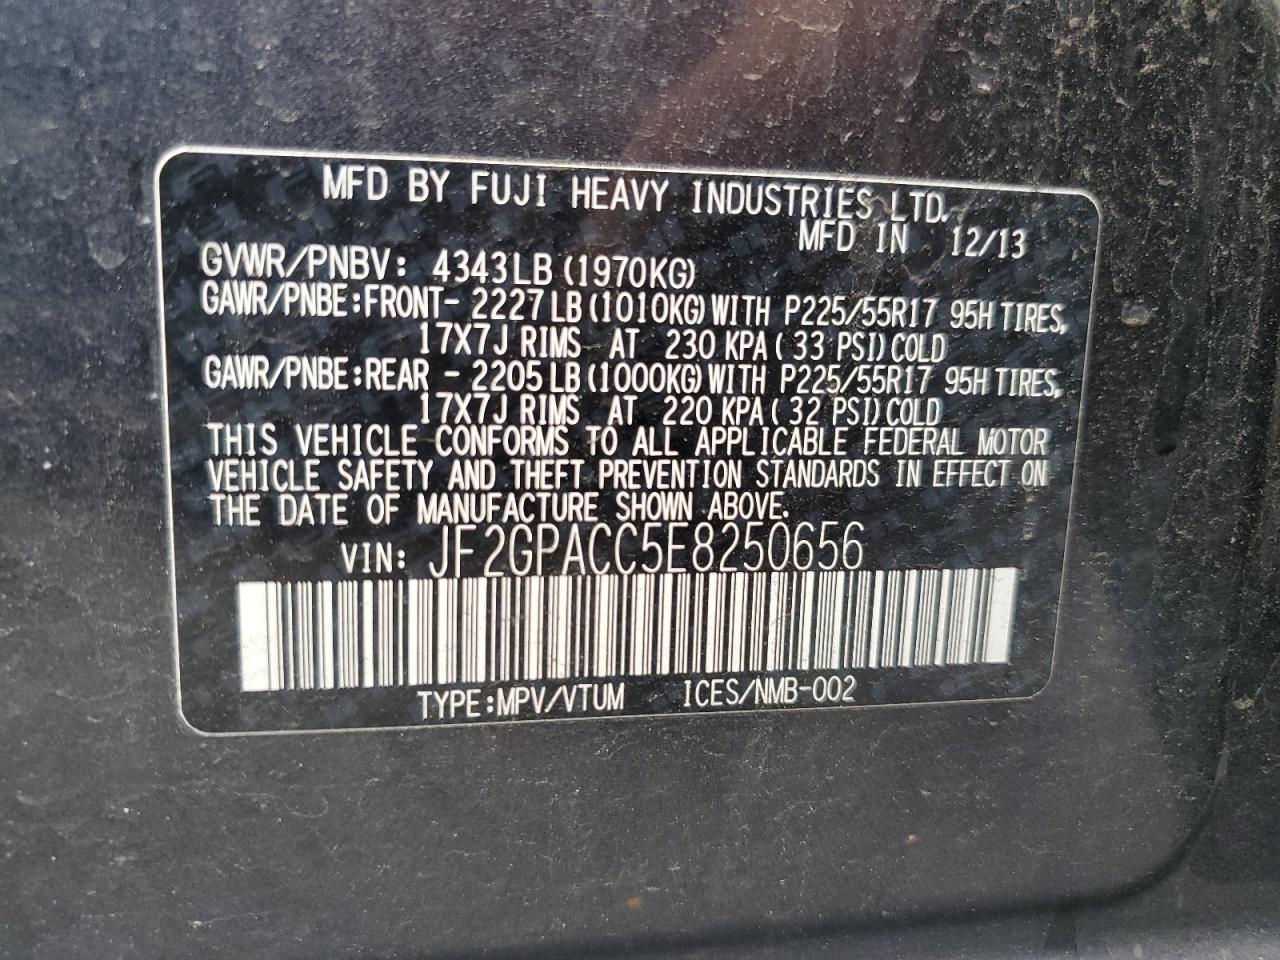 MFD BY FUJI HEAVY INDUSTRIES LTD.
MFD IN 12/13
GVWR/PNBV: 4343LB (1970KG)
GAWR/PNBE:FRONT- 2227 LB (1010KG) WITH P225/55R17 95H TIRES,
17X7J RIMS AT 230 KPA ( 33 PSI) COLD
GAWR/PNBE:REAR - 2205 LB (1000KG) WITH P225/55R17 95H TIRES,
17X7J RIMS AT 220 KPA ( 32 PSI) COLD
THIS VEHICLE CONFORMS TO ALL APPLICABLE FEDERAL MOTOR
VEHICLE SAFETY AND THEFT PREVENTION STANDARDS IN EFFECT ON
THE DATE OF MANUFACTURE SHOWN ABOVE.
VIN: JF2GPACC5E8250656
TYPE:MPV/VTUM ICES/NMB-002